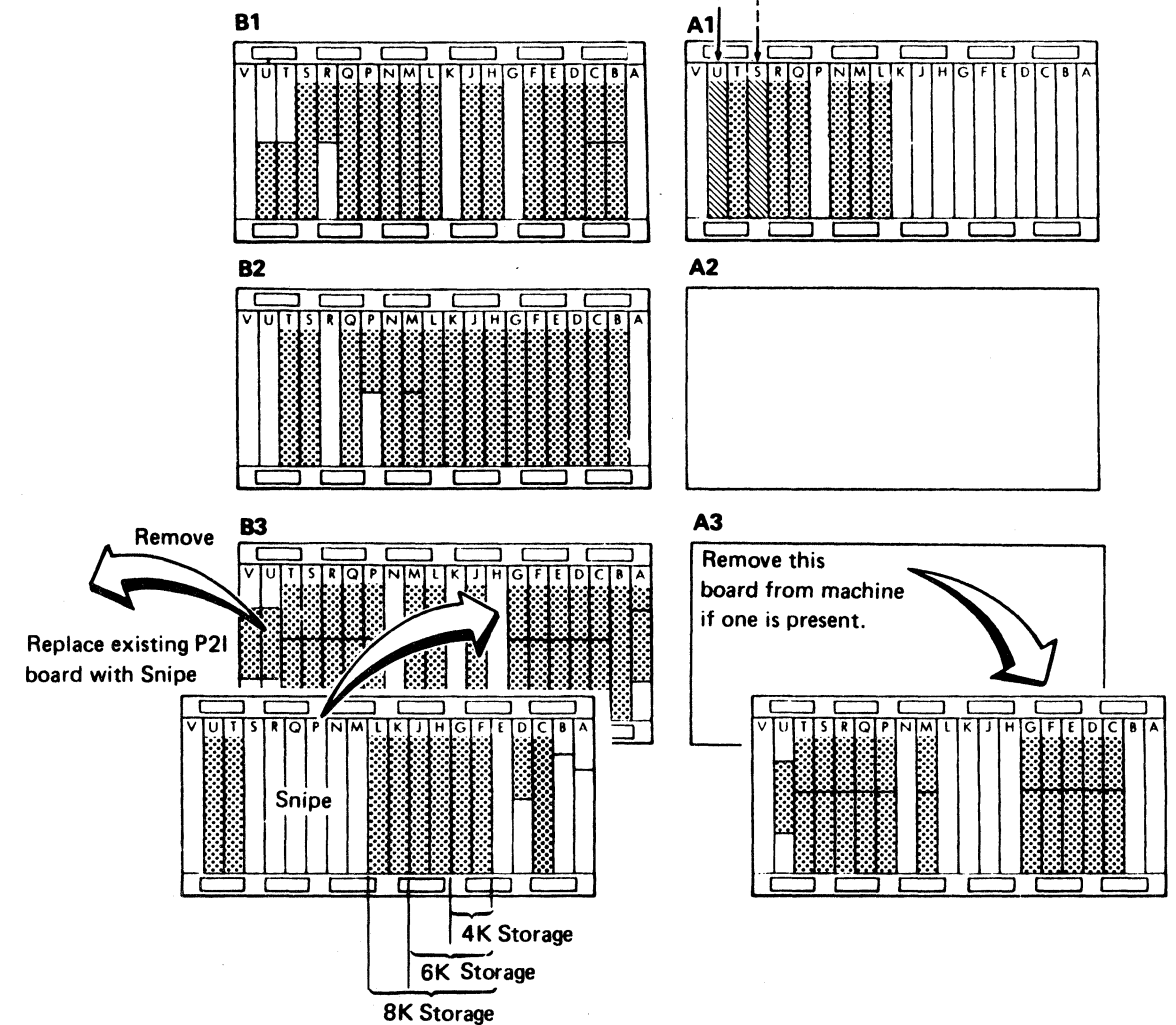 B1
V U T S R Q P N M L K J H G F E D C B A
A1
V U T S R Q P N M L K J H G F E D C B A
B2
V U T S R Q P N M L K J H G F E D C B A
A2
B3
V U T S R Q P N M L K J H G F E D C B A
Remove
Replace existing P2I
board with Snipe
V U T S R Q P N M L K J H G F E D C B A
Snipe
4K Storage
6K Storage
8K Storage
A3
Remove this
board from machine
if one is present.
V U T S R Q P N M L K J H G F E D C B A